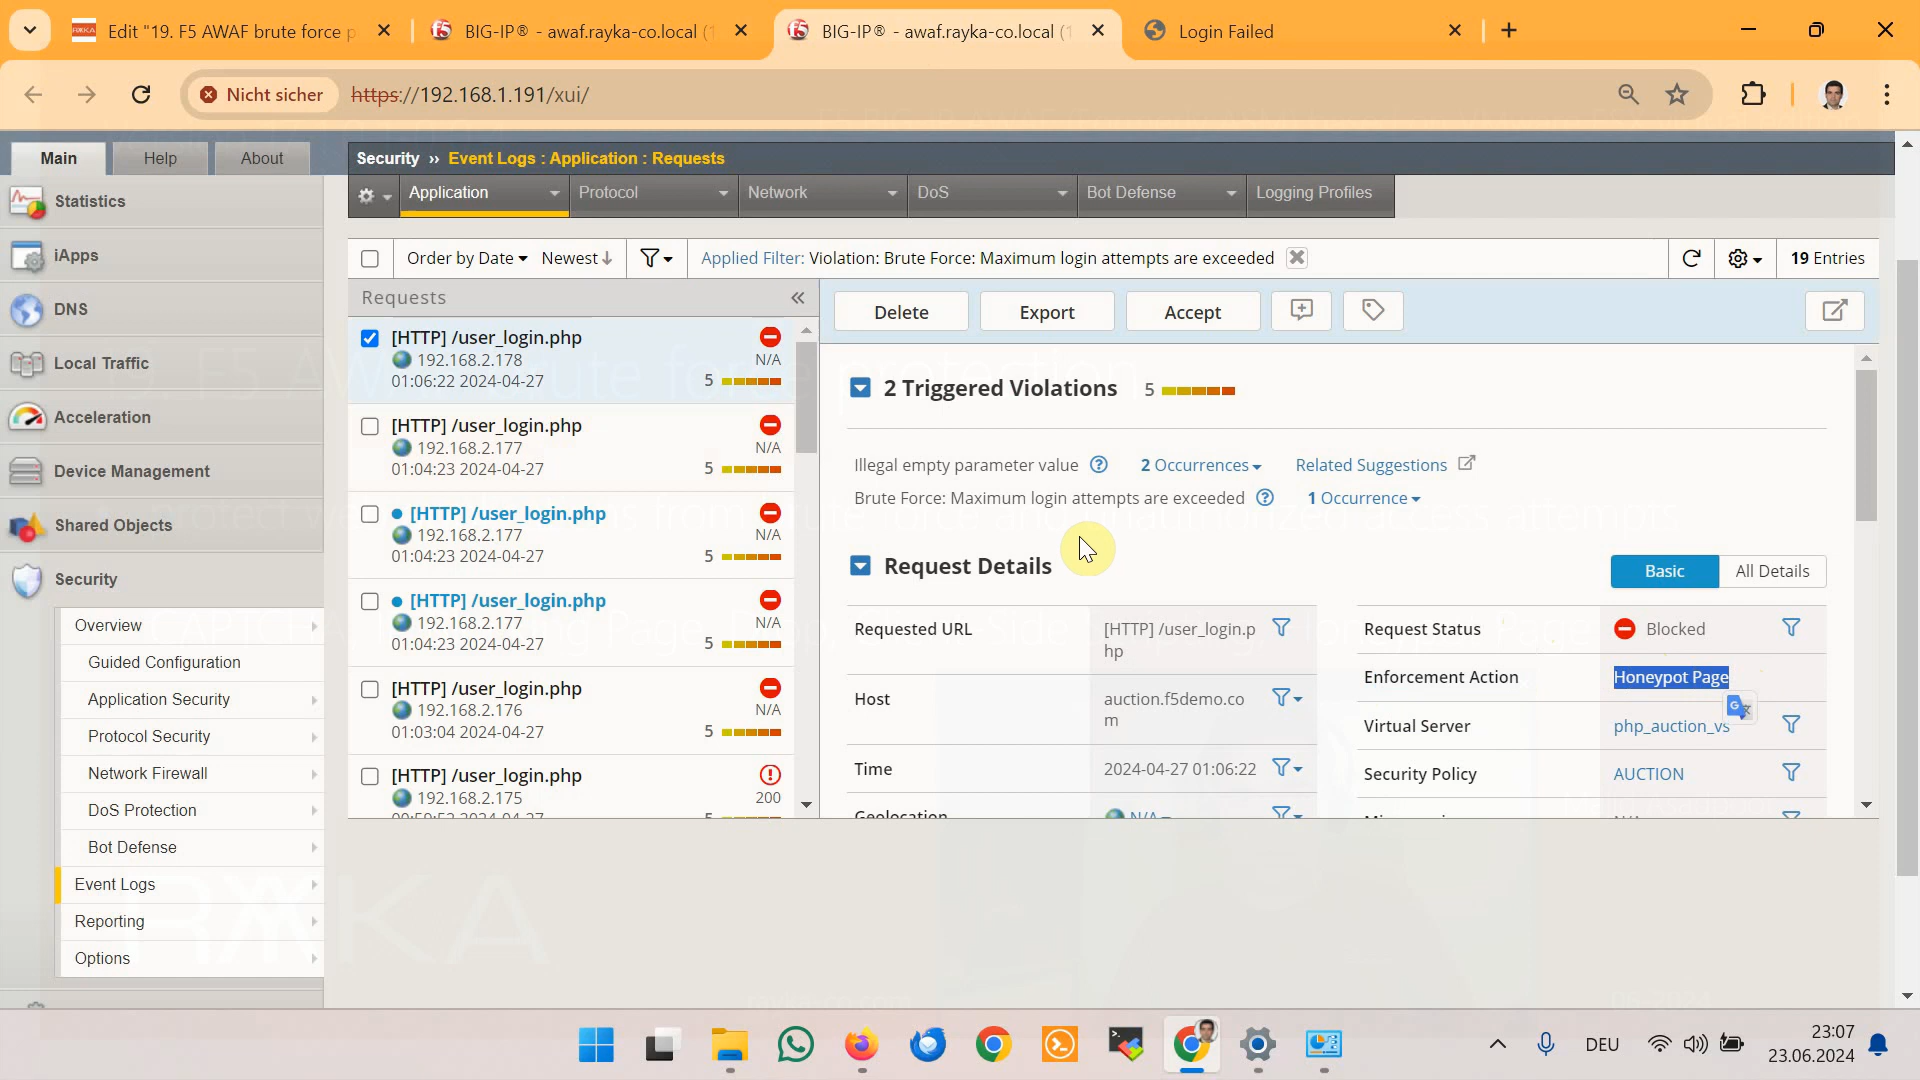 Edit "19. F5 AWAF brute force p
BIG-IP® - awaf.rayka-co.local (1
BIG-IP® - awaf.rayka-co.local (1
Login Failed
Nicht sicher
https://192.168.1.191/xui/
Main
Help
About
Security ›› Event Logs : Application : Requests
Statistics
iApps
DNS
Local Traffic
Acceleration
Device Management
Shared Objects
Security
Overview
Guided Configuration
Application Security
Protocol Security
Network Firewall
DoS Protection
Bot Defense
Event Logs
Reporting
Options
Application
Protocol
Network
DoS
Bot Defense
Logging Profiles
Order by Date
Newest
Applied Filter: Violation: Brute Force: Maximum login attempts are exceeded
19 Entries
Requests
[HTTP] /user_login.php
192.168.2.178
N/A
01:06:22 2024-04-27
5
[HTTP] /user_login.php
192.168.2.177
N/A
01:04:23 2024-04-27
5
[HTTP] /user_login.php
192.168.2.177
N/A
01:04:23 2024-04-27
5
[HTTP] /user_login.php
192.168.2.177
N/A
01:04:23 2024-04-27
5
[HTTP] /user_login.php
192.168.2.176
N/A
01:03:04 2024-04-27
5
[HTTP] /user_login.php
192.168.2.175
200
Delete
Export
Accept
2 Triggered Violations
5
Illegal empty parameter value
2 Occurrences
Related Suggestions
Brute Force: Maximum login attempts are exceeded
1 Occurrence
Request Details
Basic
All Details
Requested URL
[HTTP] /user_login.p
hp
Host
auction.f5demo.co
m
Time
2024-04-27 01:06:22
Geolocation
N/A
Request Status
Blocked
Enforcement Action
Honeypot Page
Virtual Server
php_auction_vs
Security Policy
AUCTION
19. F5 AWAF brute force protection
RAYKA
rayka-co.com
DEU
23:07
23.06.2024